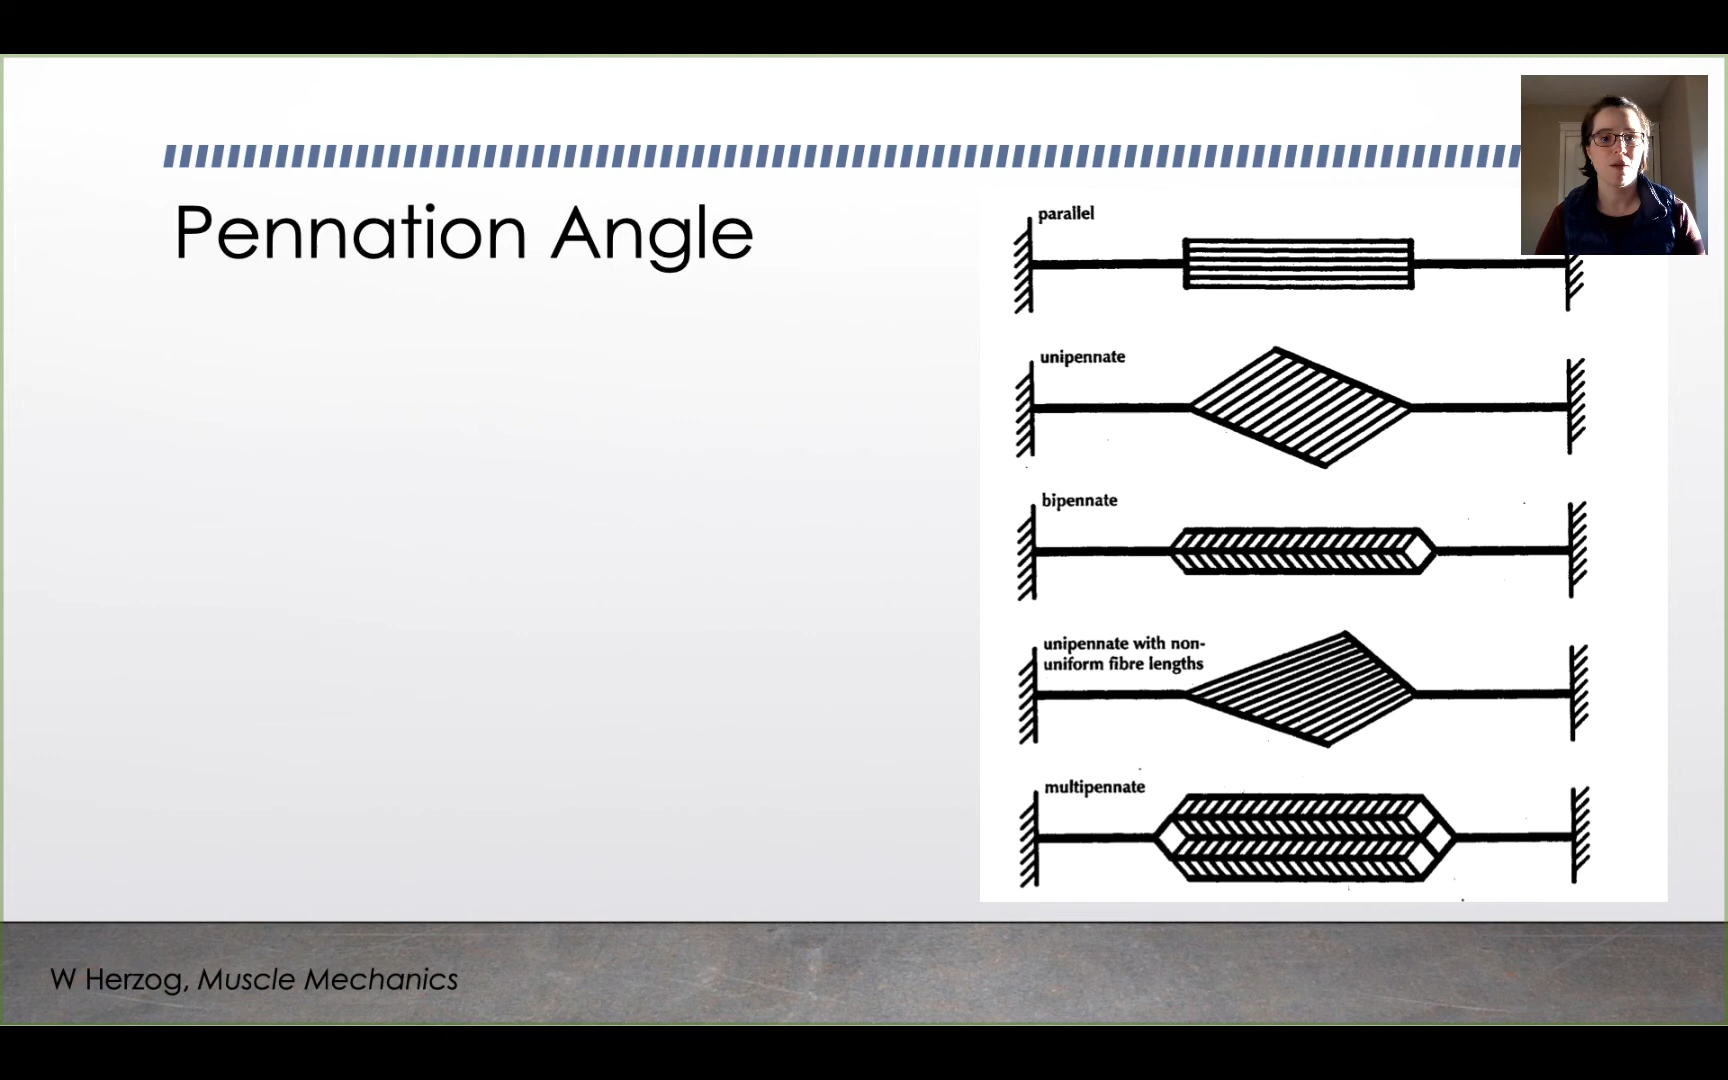 Pennation Angle
parallel
unipennate
bipennate
unipennate with non-
uniform fibre lengths
multipennate
W Herzog, Muscle Mechanics